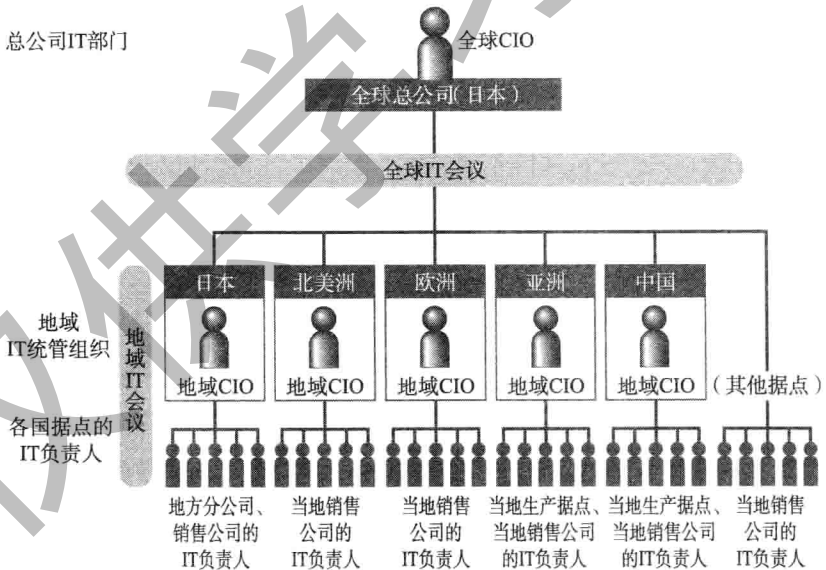 总公司IT部门
全球CIO
全球总公司(日本)
全球IT会议
日本
北美洲
欧洲
亚洲
中国
地域
IT统管组织
地域IT会议
地域CIO
地域CIO
地域CIO
地域CIO
地域CIO
(其他据点)
各国据点的
IT负责人
地方分公司、
销售公司的
IT负责人
当地销售
公司的
IT负责人
当地销售
公司的
IT负责人
当地生产据点、
当地销售公司
的IT负责人
当地生产据点、
当地销售公司
的IT负责人
当地销售
公司的
IT负责人
仅供学